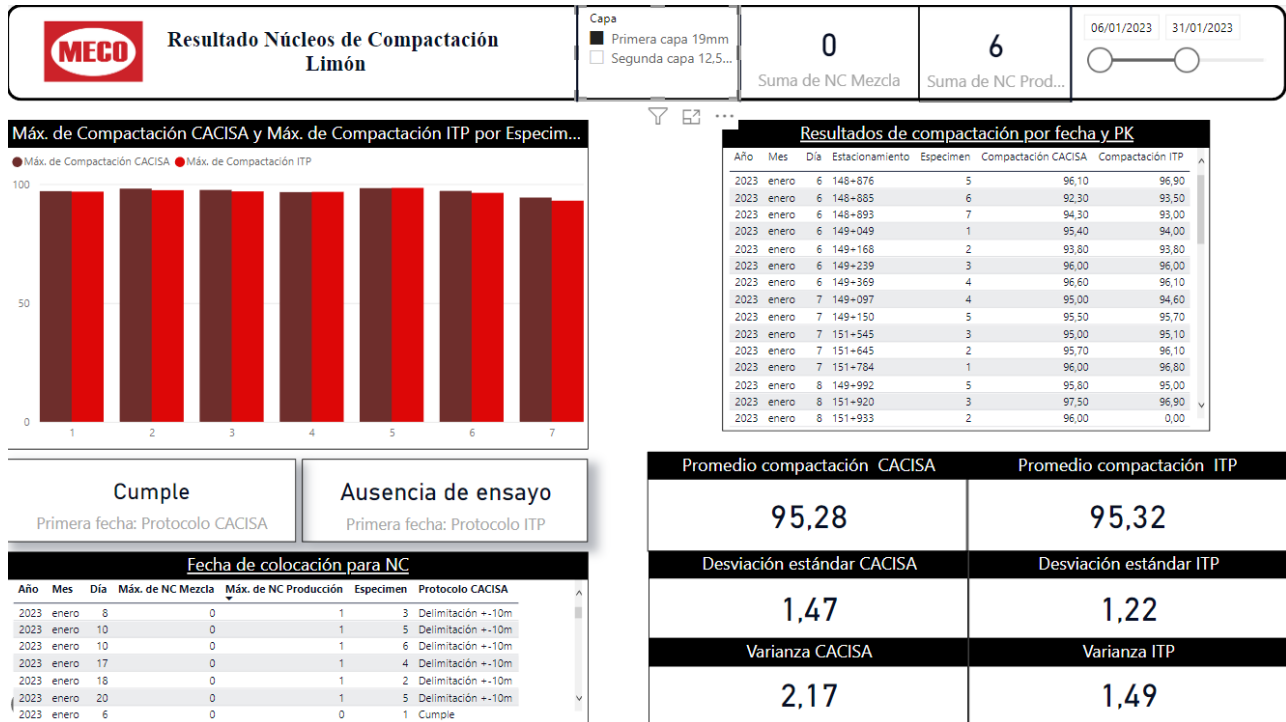 MECO
Resultado Núcleos de Compactación
Limón
Capa
Primera capa 19mm
Segunda capa 12,5...
0
Suma de NC Mezcla
6
Suma de NC Prod...
06/01/2023 31/01/2023
Máx. de Compactación CACISA y Máx. de Compactación ITP por Especim...
Máx. de Compactación CACISA Máx. de Compactación ITP
100
50
0
1 2 3 4 5 6 7
Resultados de compactación por fecha y PK
Año Mes Día Estacionamiento Especimen Compactación CACISA Compactación ITP
2023 enero 6 148+876 5 96,10 96,90
2023 enero 6 148+885 6 92,30 93,50
2023 enero 6 148+893 7 94,30 93,00
2023 enero 6 149+049 1 95,40 94,00
2023 enero 6 149+168 2 93,80 93,80
2023 enero 6 149+239 3 96,00 96,00
2023 enero 6 149+369 4 96,60 96,10
2023 enero 7 149+097 4 95,00 94,60
2023 enero 7 149+150 5 95,50 95,70
2023 enero 7 151+545 3 95,00 95,10
2023 enero 7 151+645 2 95,70 96,10
2023 enero 7 151+784 1 96,00 96,80
2023 enero 8 149+992 5 95,80 95,00
2023 enero 8 151+920 3 97,50 96,90
2023 enero 8 151+933 2 96,00 0,00
Cumple
Primera fecha: Protocolo CACISA
Ausencia de ensayo
Primera fecha: Protocolo ITP
Fecha de colocación para NC
Año Mes Día Máx. de NC Mezcla Máx. de NC Producción Especimen Protocolo CACISA
2023 enero 8 0 1 3 Delimitación +-10m
2023 enero 10 0 1 5 Delimitación +-10m
2023 enero 10 0 1 6 Delimitación +-10m
2023 enero 17 0 1 4 Delimitación +-10m
2023 enero 18 0 1 2 Delimitación +-10m
2023 enero 20 0 1 5 Delimitación +-10m
2023 enero 6 0 0 1 Cumple
Promedio compactación CACISA
Promedio compactación ITP
95,28
95,32
Desviación estándar CACISA
Desviación estándar ITP
1,47
1,22
Varianza CACISA
Varianza ITP
2,17
1,49